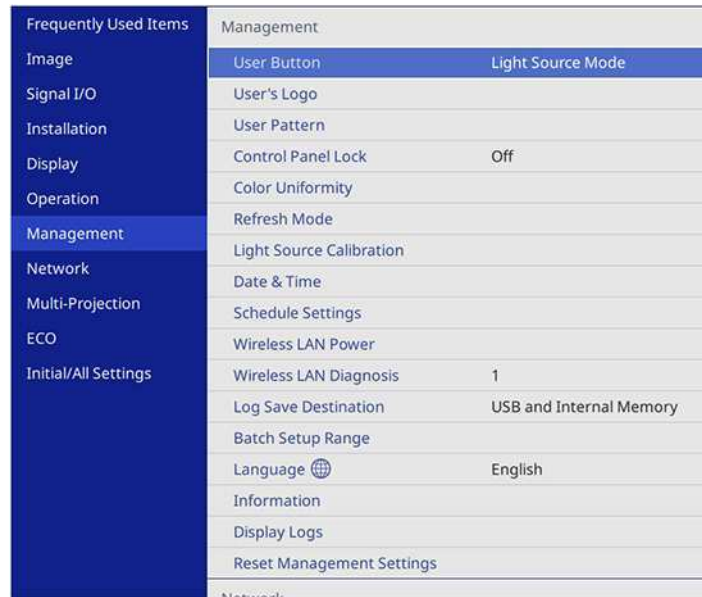 Frequently Used Items
Image
Signal I/O
Installation
Display
Operation
Management
Network
Multi-Projection
ECO
Initial/All Settings
Management
User Button Light Source Mode
User's Logo
User Pattern
Control Panel Lock Off
Color Uniformity
Refresh Mode
Light Source Calibration
Date & Time
Schedule Settings
Wireless LAN Power
Wireless LAN Diagnosis 1
Log Save Destination USB and Internal Memory
Batch Setup Range
Language English
Information
Display Logs
Reset Management Settings
Network